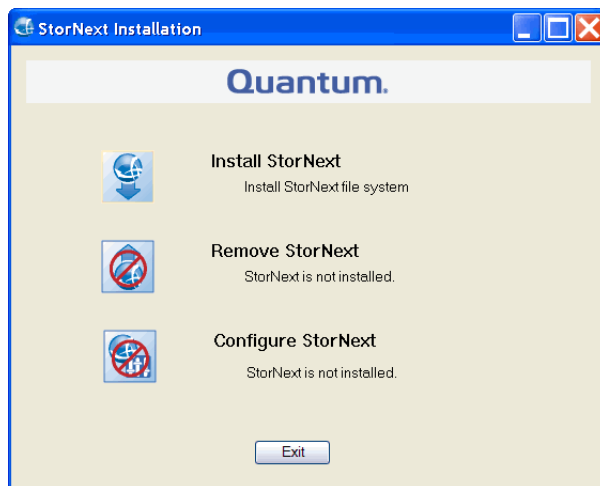 StorNext Installation
Quantum.
Install StorNext
Install StorNext file system
Remove StorNext
StorNext is not installed.
Configure StorNext
StorNext is not installed.
Exit